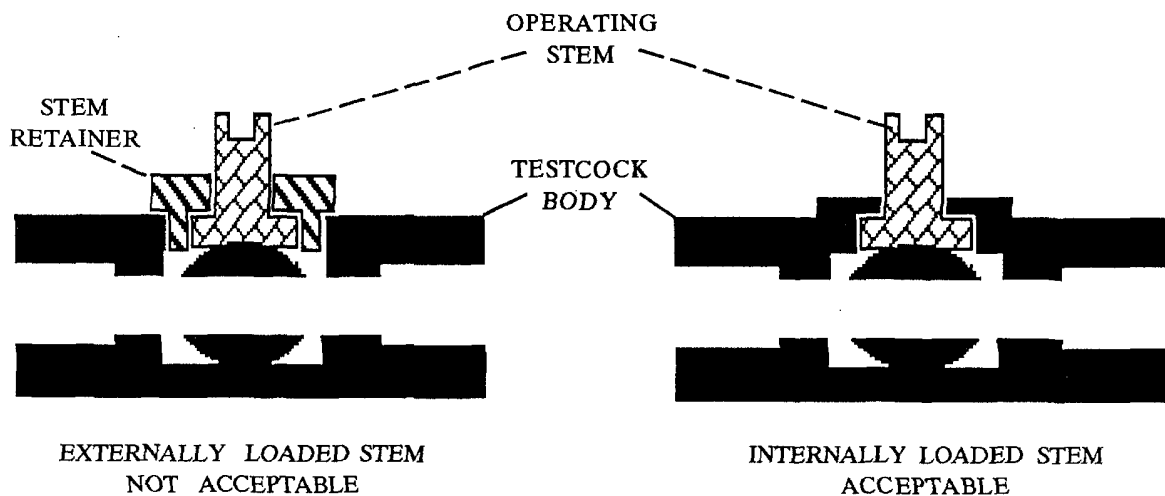 OPERATING
STEM
STEM
RETAINER
TESTCOCK
BODY
EXTERNALLY LOADED STEM
NOT ACCEPTABLE
INTERNALLY LOADED STEM
ACCEPTABLE